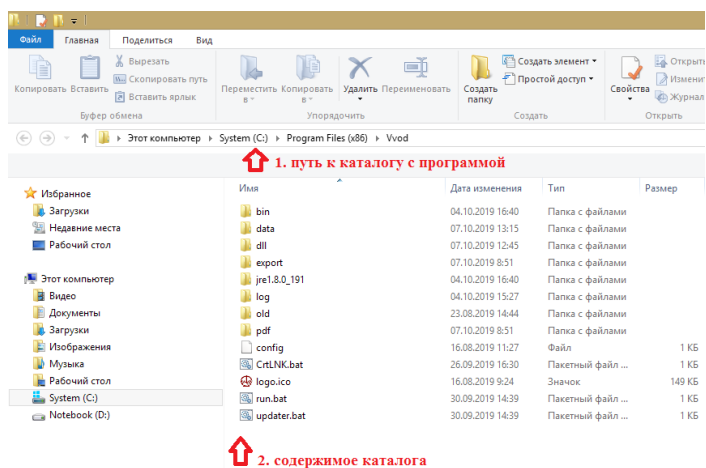 Файл Главная Поделиться Вид
Копировать Вставить Вырезать Скопировать путь Вставить ярлык
Переместить в Копировать в Удалить Переименовать
Создать папку Создать элемент Простой доступ
Свойства Открыть Изменить Журнал
Буфер обмена Упорядочить Создать Открыть
Этот компьютер System (C:) Program Files (x86) Vvod
1. путь к каталогу с программой
Имя Дата изменения Тип Размер
Избранное
Загрузки
Недавние места
Рабочий стол
Этот компьютер
Видео
Документы
Загрузки
Изображения
Музыка
Рабочий стол
System (C:)
Notebook (D:)
bin 04.10.2019 16:40 Папка с файлами
data 07.10.2019 13:15 Папка с файлами
dll 07.10.2019 12:45 Папка с файлами
export 07.10.2019 8:51 Папка с файлами
jre1.8.0_191 04.10.2019 16:40 Папка с файлами
log 04.10.2019 15:27 Папка с файлами
old 23.08.2019 14:44 Папка с файлами
pdf 07.10.2019 8:51 Папка с файлами
config 16.08.2019 11:27 Файл 1 КБ
CrtLNK.bat 26.09.2019 16:30 Пакетный файл ... 1 КБ
logo.ico 16.08.2019 9:24 Значок 149 КБ
run.bat 30.09.2019 14:39 Пакетный файл ... 1 КБ
updater.bat 30.09.2019 14:39 Пакетный файл ... 1 КБ
2. содержимое каталога